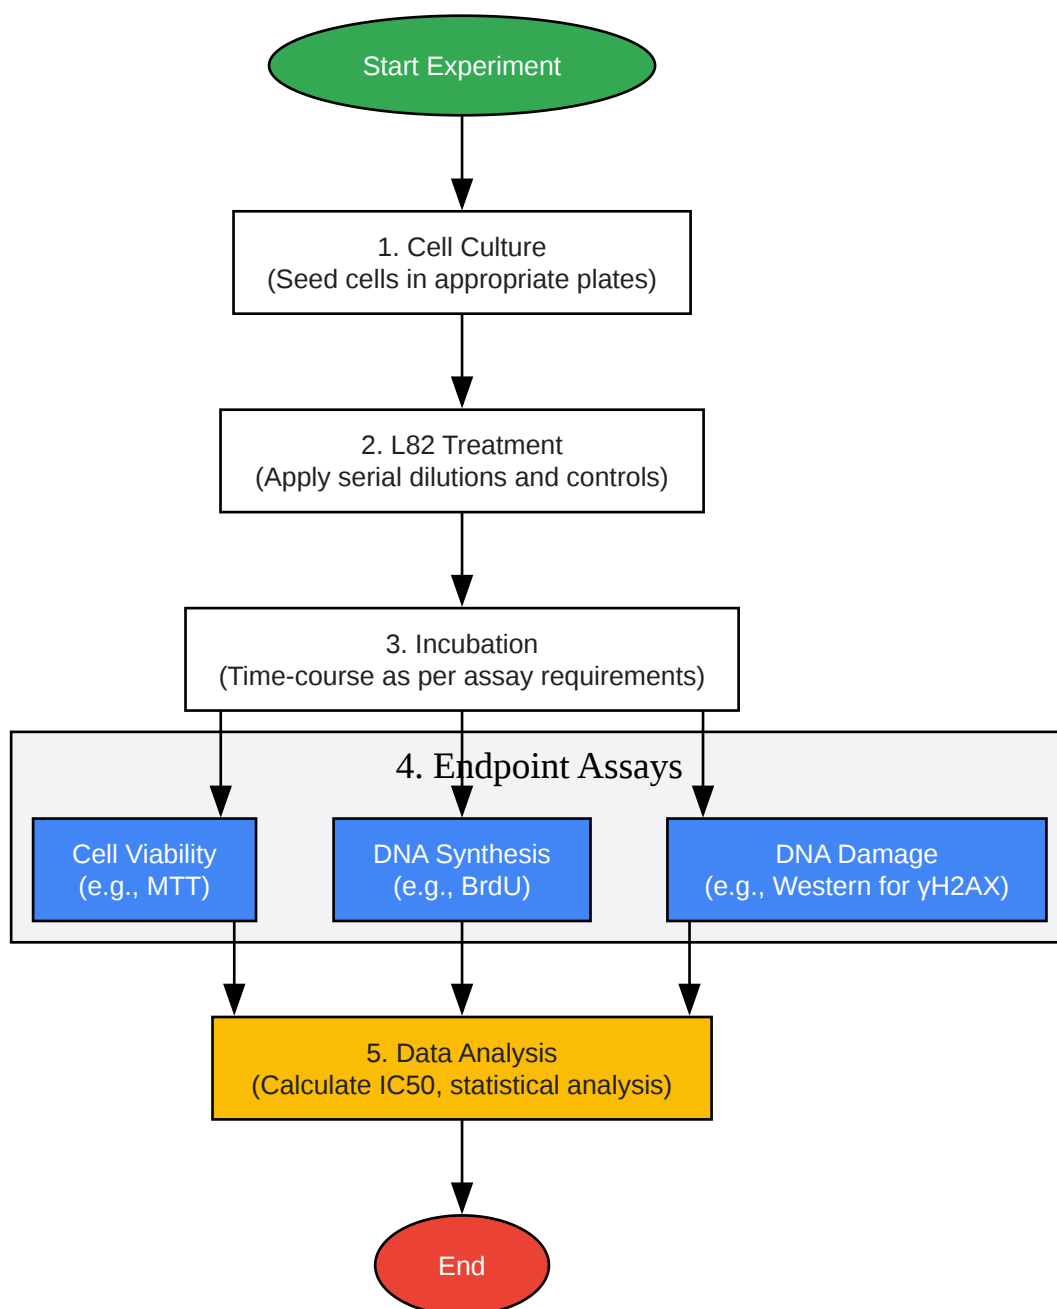 Start Experiment
1. Cell Culture
(Seed cells in appropriate plates)
2. L82 Treatment
(Apply serial dilutions and controls)
3. Incubation
(Time-course as per assay requirements)
4. Endpoint Assays
Cell Viability
(e.g., MTT)
DNA Synthesis
(e.g., BrdU)
DNA Damage
(e.g., Western for γH2AX)
5. Data Analysis
(Calculate IC50, statistical analysis)
End